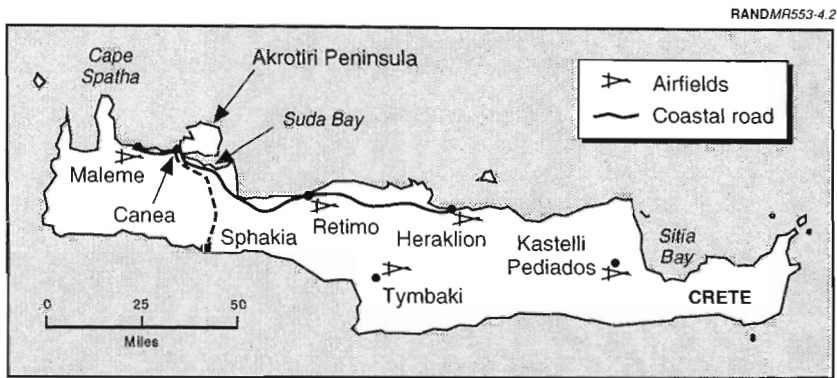 RANDMR553-4.2
Cape
Spatha
Akrotiri Peninsula
Suda Bay
Airfields
Coastal road
Maleme
Canea
Sphakia
Retimo
Heraklion
Kastelli
Pediados
Sitia
Bay
Tymbaki
CRETE
0 25 50
Miles